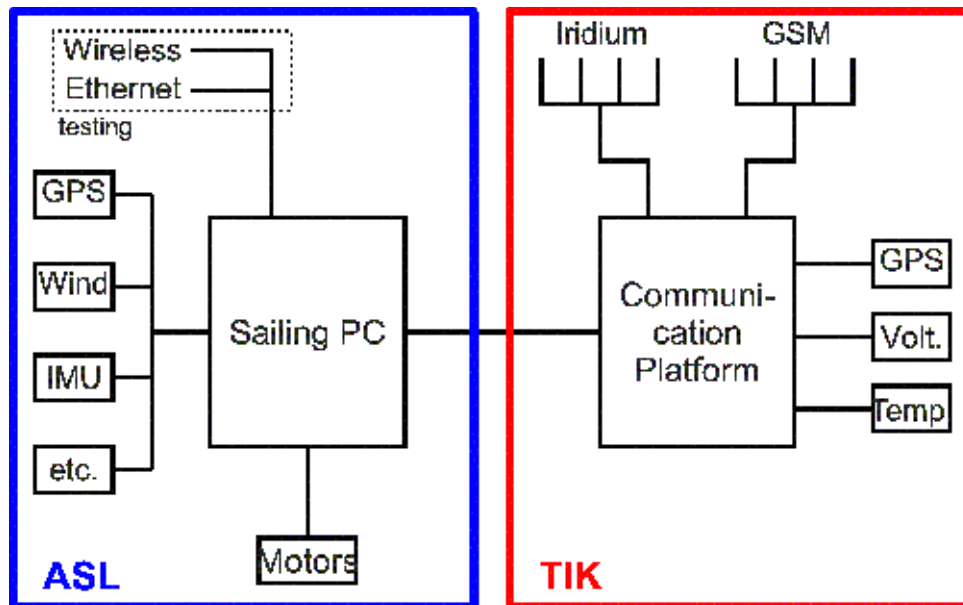 Wireless
Ethernet
testing
GPS
Wind
IMU
etc.
Sailing PC
Motors
ASL
Iridium
GSM
Communi-
cation
Platform
GPS
Volt.
Temp
TIK